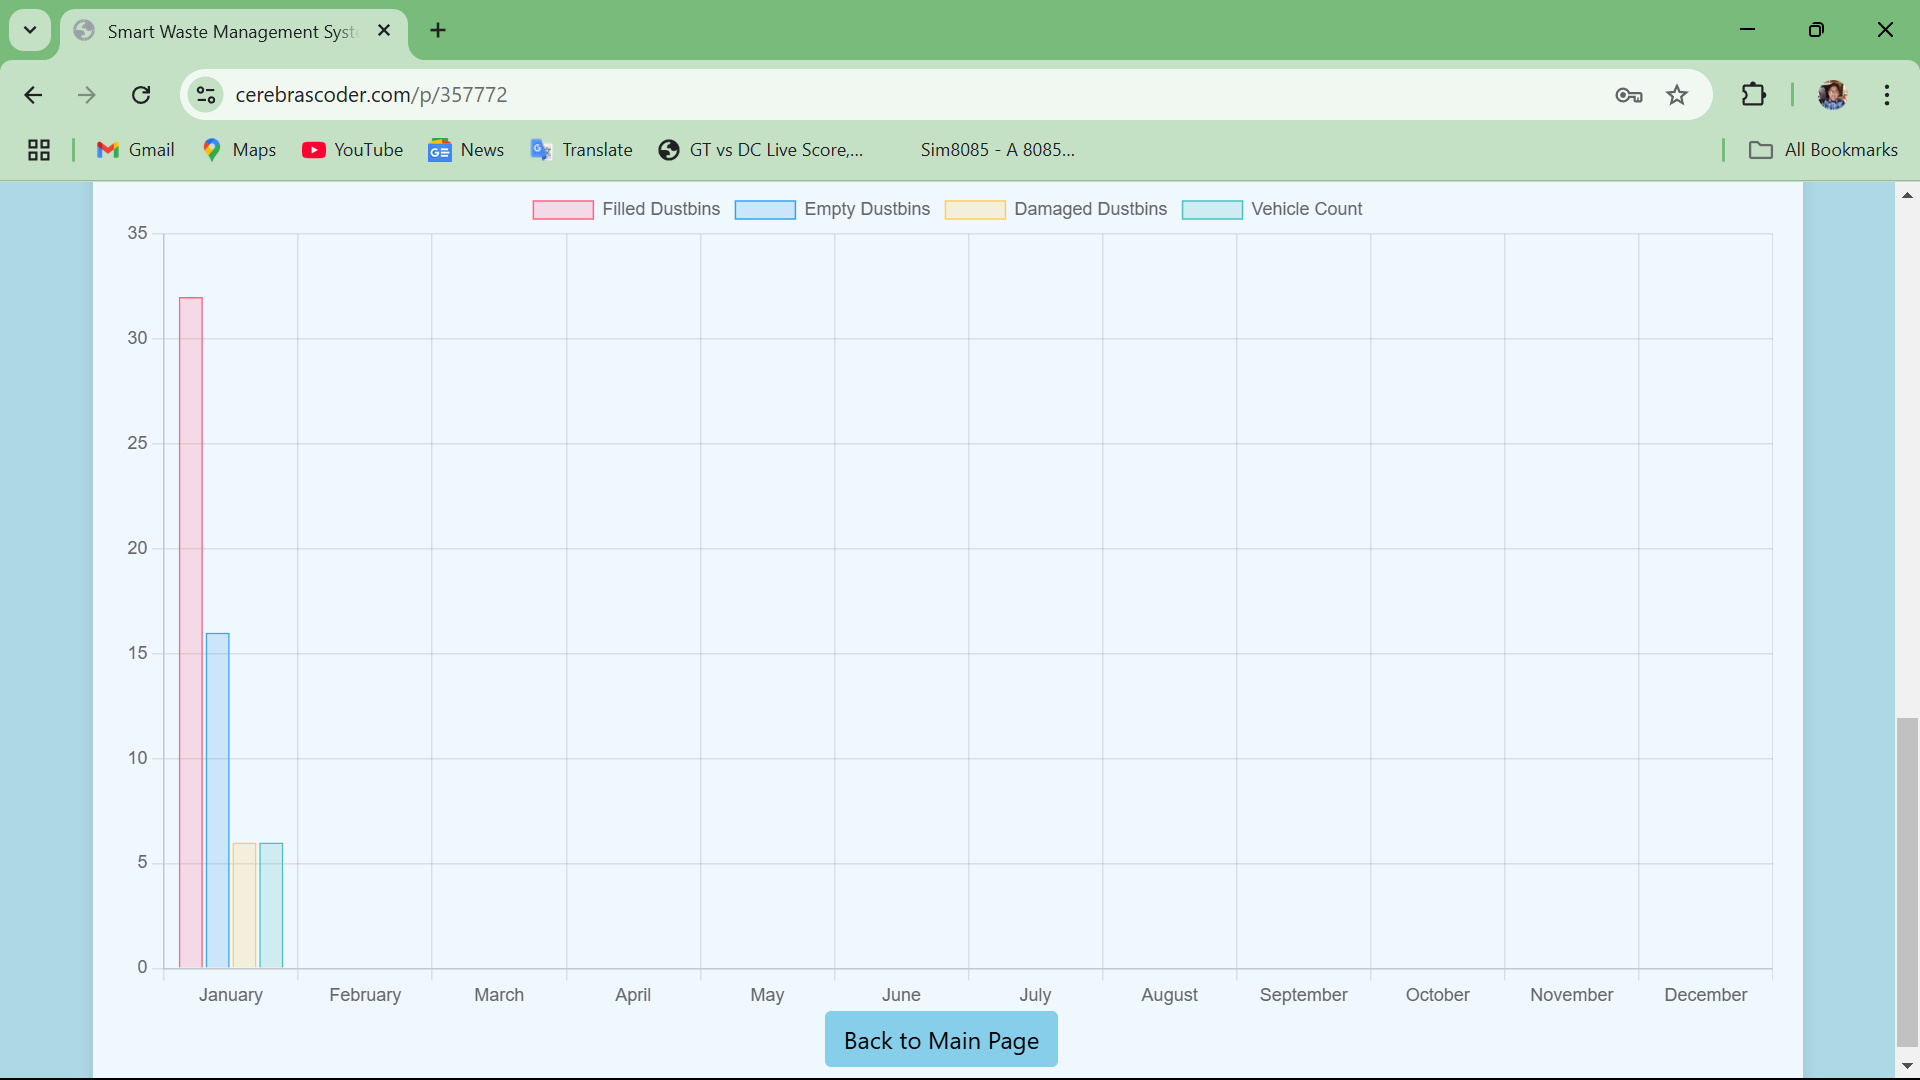 Smart Waste Management Syst
cerebrascoder.com/p/357772
Gmail Maps YouTube News Translate GT vs DC Live Score,... Sim8085 - A 8085... All Bookmarks
Filled Dustbins Empty Dustbins Damaged Dustbins Vehicle Count
35
30
25
20
15
10
5
0
January February March April May June July August September October November December
Back to Main Page